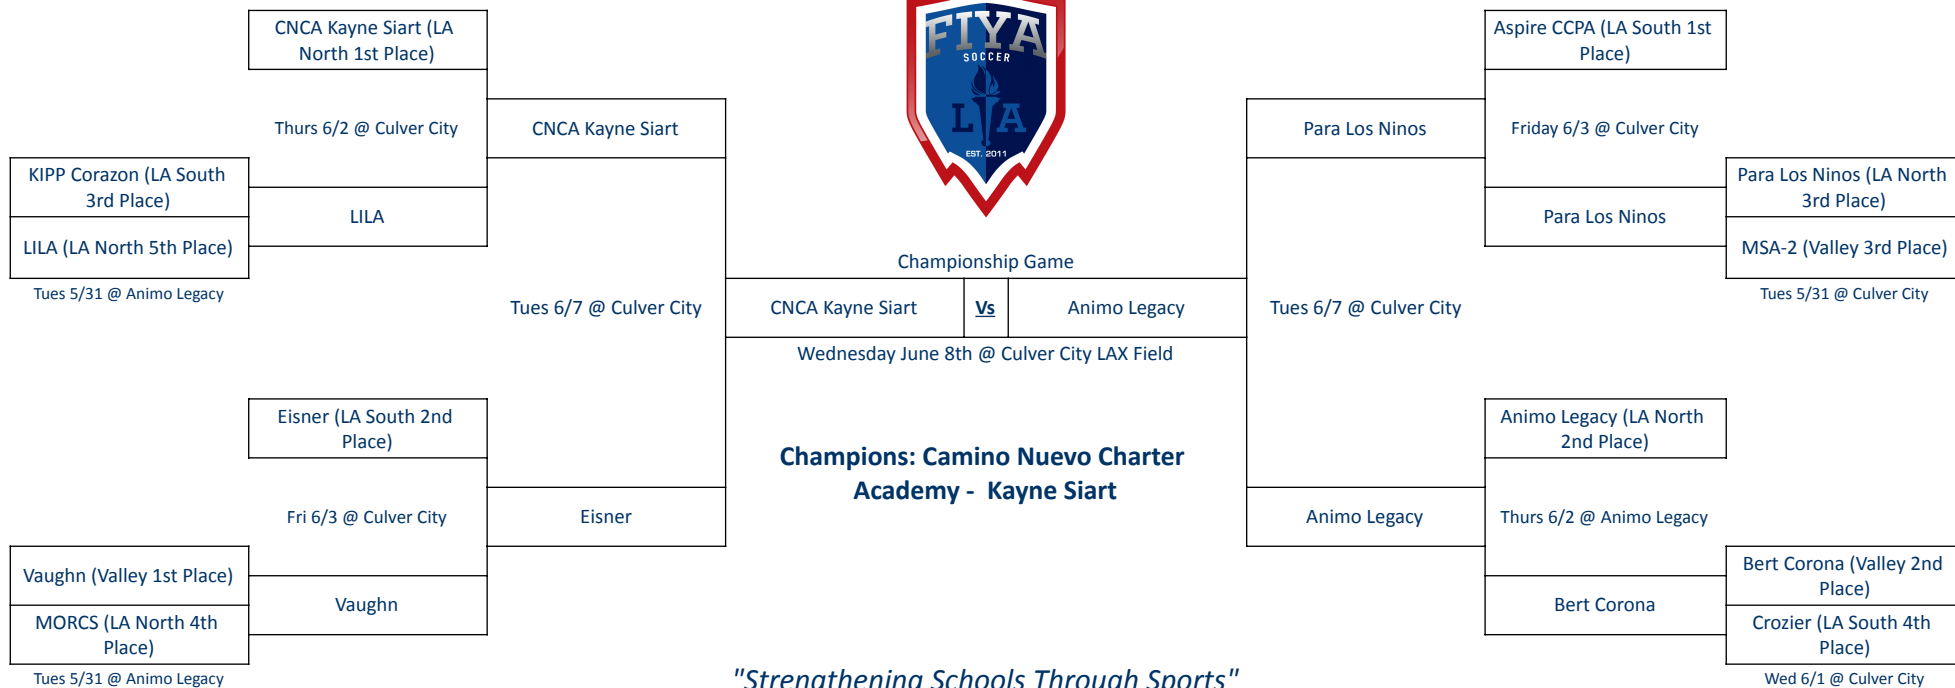 CNCA Kayne Siart (LA
North 1st Place)
Thurs 6/2 @ Culver City
CNCA Kayne Siart
KIPP Corazon (LA South
3rd Place)
LILA
LILA (LA North 5th Place)
Tues 5/31 @ Animo Legacy
Tues 6/7 @ Culver City
Eisner (LA South 2nd
Place)
Fri 6/3 @ Culver City
Eisner
Vaughn (Valley 1st Place)
Vaughn
MORCS (LA North 4th
Place)
Tues 5/31 @ Animo Legacy
FIYA
SOCCER
L A
EST. 2011
Championship Game
CNCA Kayne Siart
Vs
Animo Legacy
Wednesday June 8th @ Culver City LAX Field
Champions: Camino Nuevo Charter
Academy - Kayne Siart
"Strengthening Schools Through Sports"
Aspire CCPA (LA South 1st
Place)
Para Los Ninos
Friday 6/3 @ Culver City
Para Los Ninos (LA North
3rd Place)
Para Los Ninos
MSA-2 (Valley 3rd Place)
Tues 5/31 @ Culver City
Tues 6/7 @ Culver City
Animo Legacy (LA North
2nd Place)
Animo Legacy
Thurs 6/2 @ Animo Legacy
Bert Corona (Valley 2nd
Place)
Bert Corona
Crozier (LA South 4th
Place)
Wed 6/1 @ Culver City